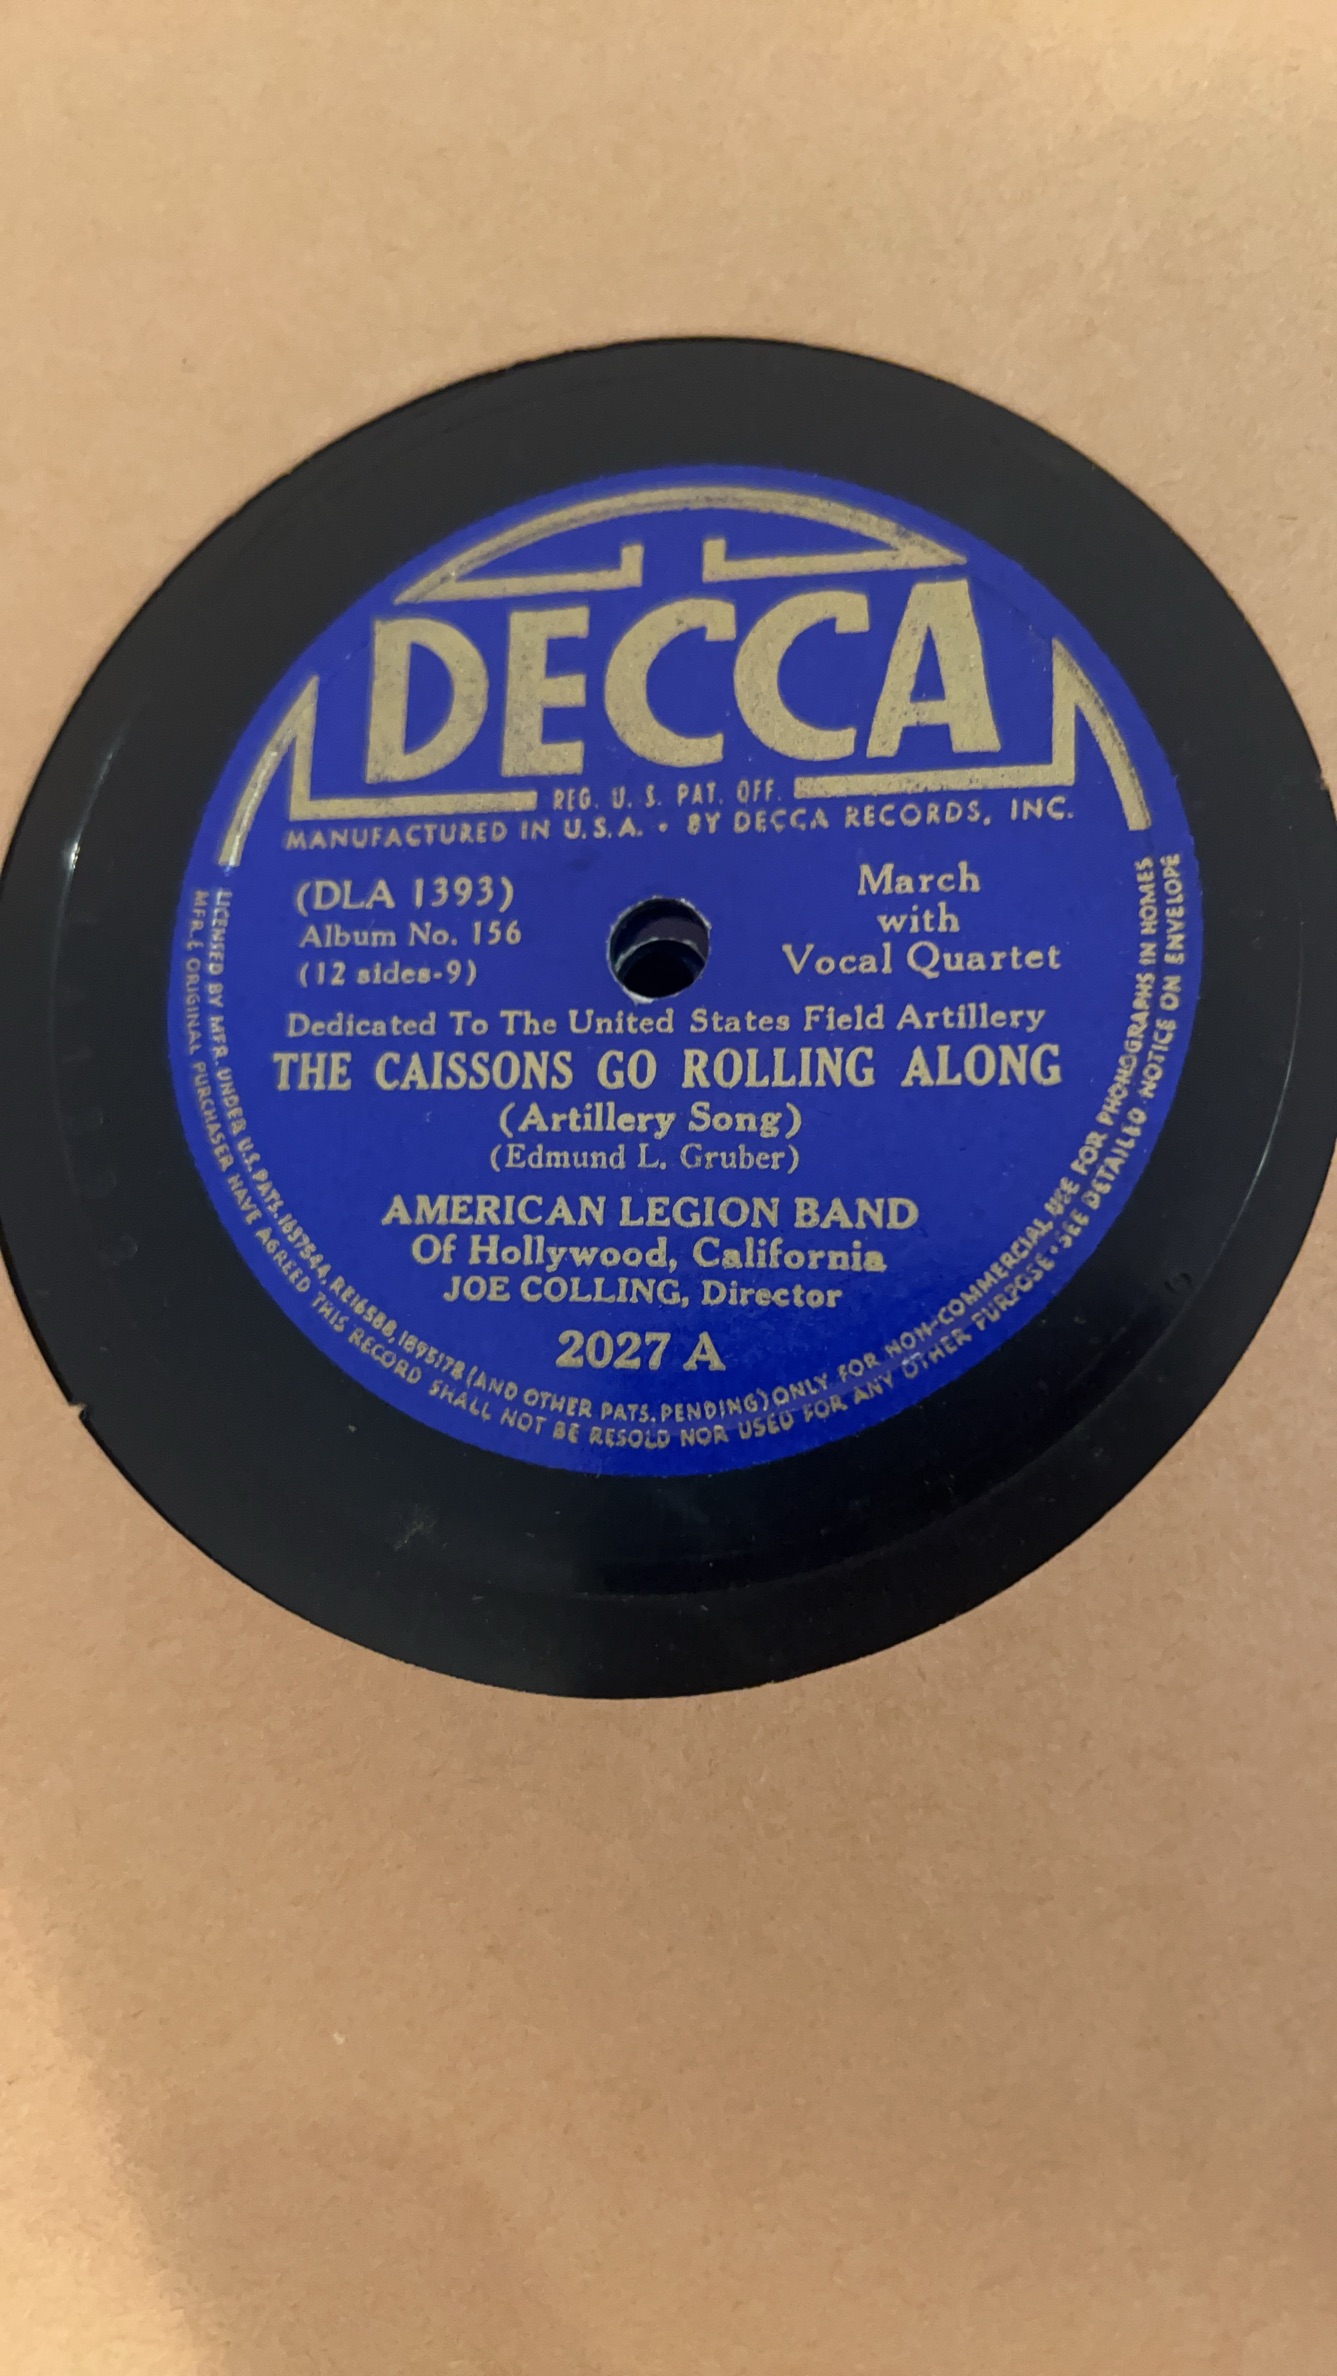 DECCA
REG. U. S. PAT. OFF.
MANUFACTURED IN U.S.A. • BY DECCA RECORDS, INC.
(DLA 1393)
Album No. 156
(12 sides-9)
March
with
Vocal Quartet
Dedicated To The United States Field Artillery
THE CAISSONS GO ROLLING ALONG
(Artillery Song)
(Edmund L. Gruber)
AMERICAN LEGION BAND
Of Hollywood, California
JOE COLLING, Director
2027 A
LICENSED BY MFR. UNDER U.S. PATS. 1637544, RE16588, 1895178 (AND OTHER PATS. PENDING) ONLY FOR NON-COMMERCIAL USE FOR PHONOGRAPHS IN HOMES
MFR. & ORIGINAL PURCHASER HAVE AGREED THIS RECORD SHALL NOT BE RESOLD NOR USED FOR ANY OTHER PURPOSE • SEE DETAILED NOTICE ON ENVELOPE